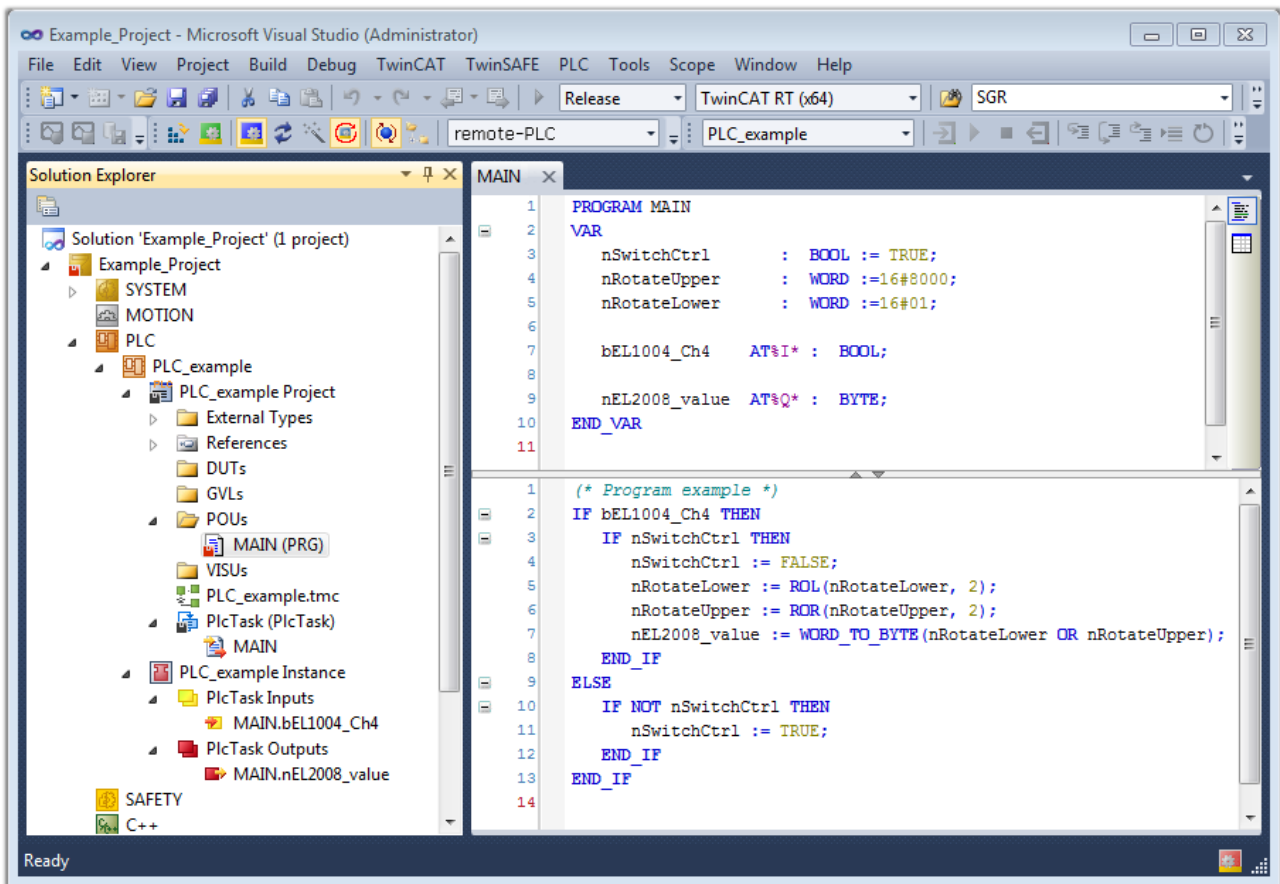 Example_Project - Microsoft Visual Studio (Administrator)
File Edit View Project Build Debug TwinCAT TwinSAFE PLC Tools Scope Window Help
Release TwinCAT RT (x64) SGR
remote-PLC PLC_example
Solution Explorer
Solution 'Example_Project' (1 project)
Example_Project
SYSTEM
MOTION
PLC
PLC_example
PLC_example Project
External Types
References
DUTs
GVLs
POUs
MAIN (PRG)
VISUs
PLC_example.tmc
PlcTask (PlcTask)
MAIN
PLC_example Instance
PlcTask Inputs
MAIN.bEL1004_Ch4
PlcTask Outputs
MAIN.nEL2008_value
SAFETY
C++
MAIN
1 PROGRAM MAIN
2 VAR
3 nSwitchCtrl : BOOL := TRUE;
4 nRotateUpper : WORD :=16#8000;
5 nRotateLower : WORD :=16#01;
6
7 bEL1004_Ch4 AT%I* : BOOL;
8
9 nEL2008_value AT%Q* : BYTE;
10 END_VAR
11
1 (* Program example *)
2 IF bEL1004_Ch4 THEN
3 IF nSwitchCtrl THEN
4 nSwitchCtrl := FALSE;
5 nRotateLower := ROL(nRotateLower, 2);
6 nRotateUpper := ROR(nRotateUpper, 2);
7 nEL2008_value := WORD_TO_BYTE(nRotateLower OR nRotateUpper);
8 END_IF
9 ELSE
10 IF NOT nSwitchCtrl THEN
11 nSwitchCtrl := TRUE;
12 END_IF
13 END_IF
14
Ready